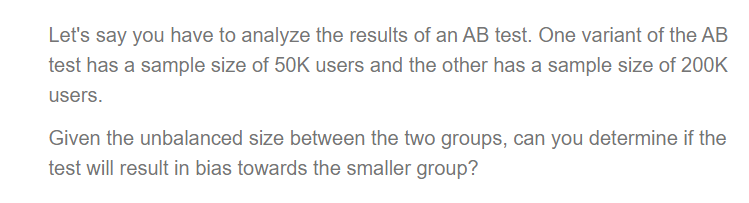 Let's say you have to analyze the results of an AB test. One variant of the AB
test has a sample size of 50K users and the other has a sample size of 200K
users.
Given the unbalanced size between the two groups, can you determine if the
test will result in bias towards the smaller group?